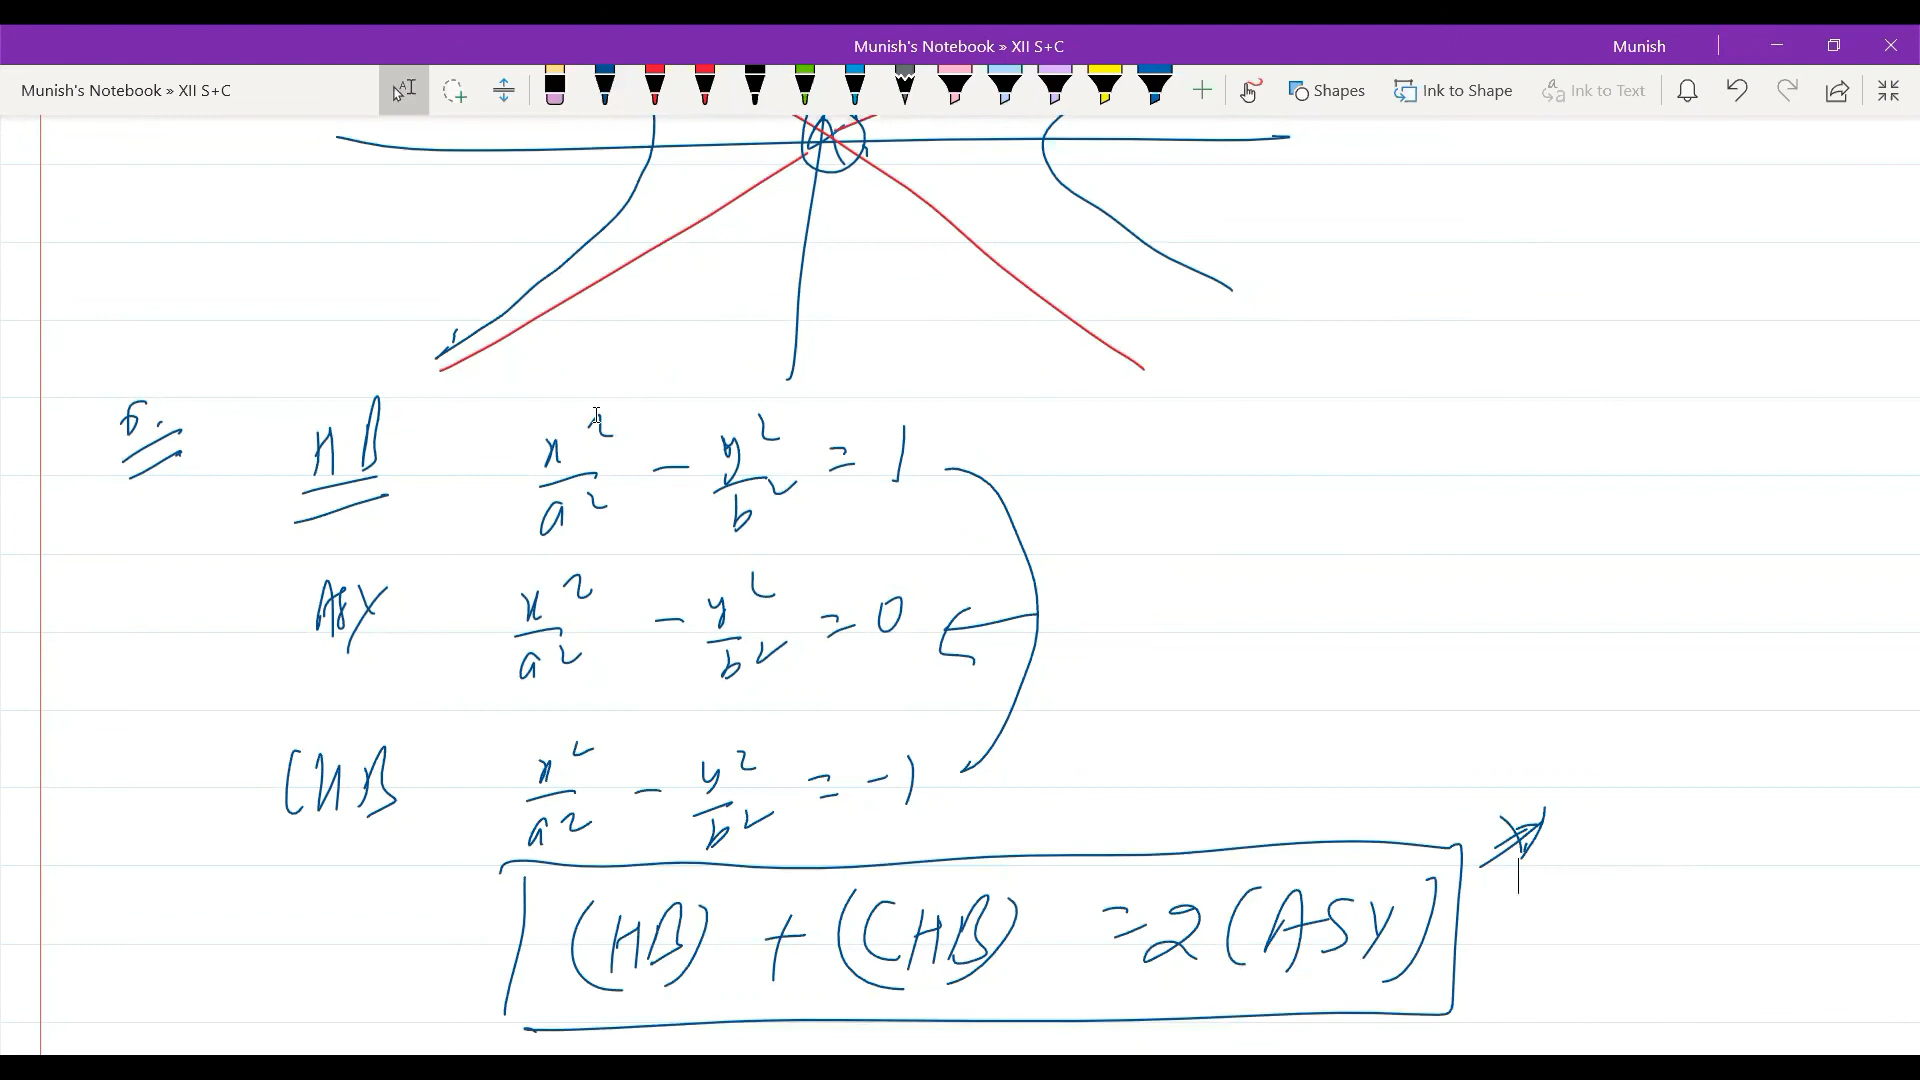 Munish's Notebook » XII S+C
Munish
Munish's Notebook » XII S+C
Shapes
Ink to Shape
Ink to Text
6.
HB x²/a² - y²/b² = 1
ASY x²/a² - y²/b² = 0
CHB x²/a² - y²/b² = -1
(HB) + (CHB) = 2(ASY)